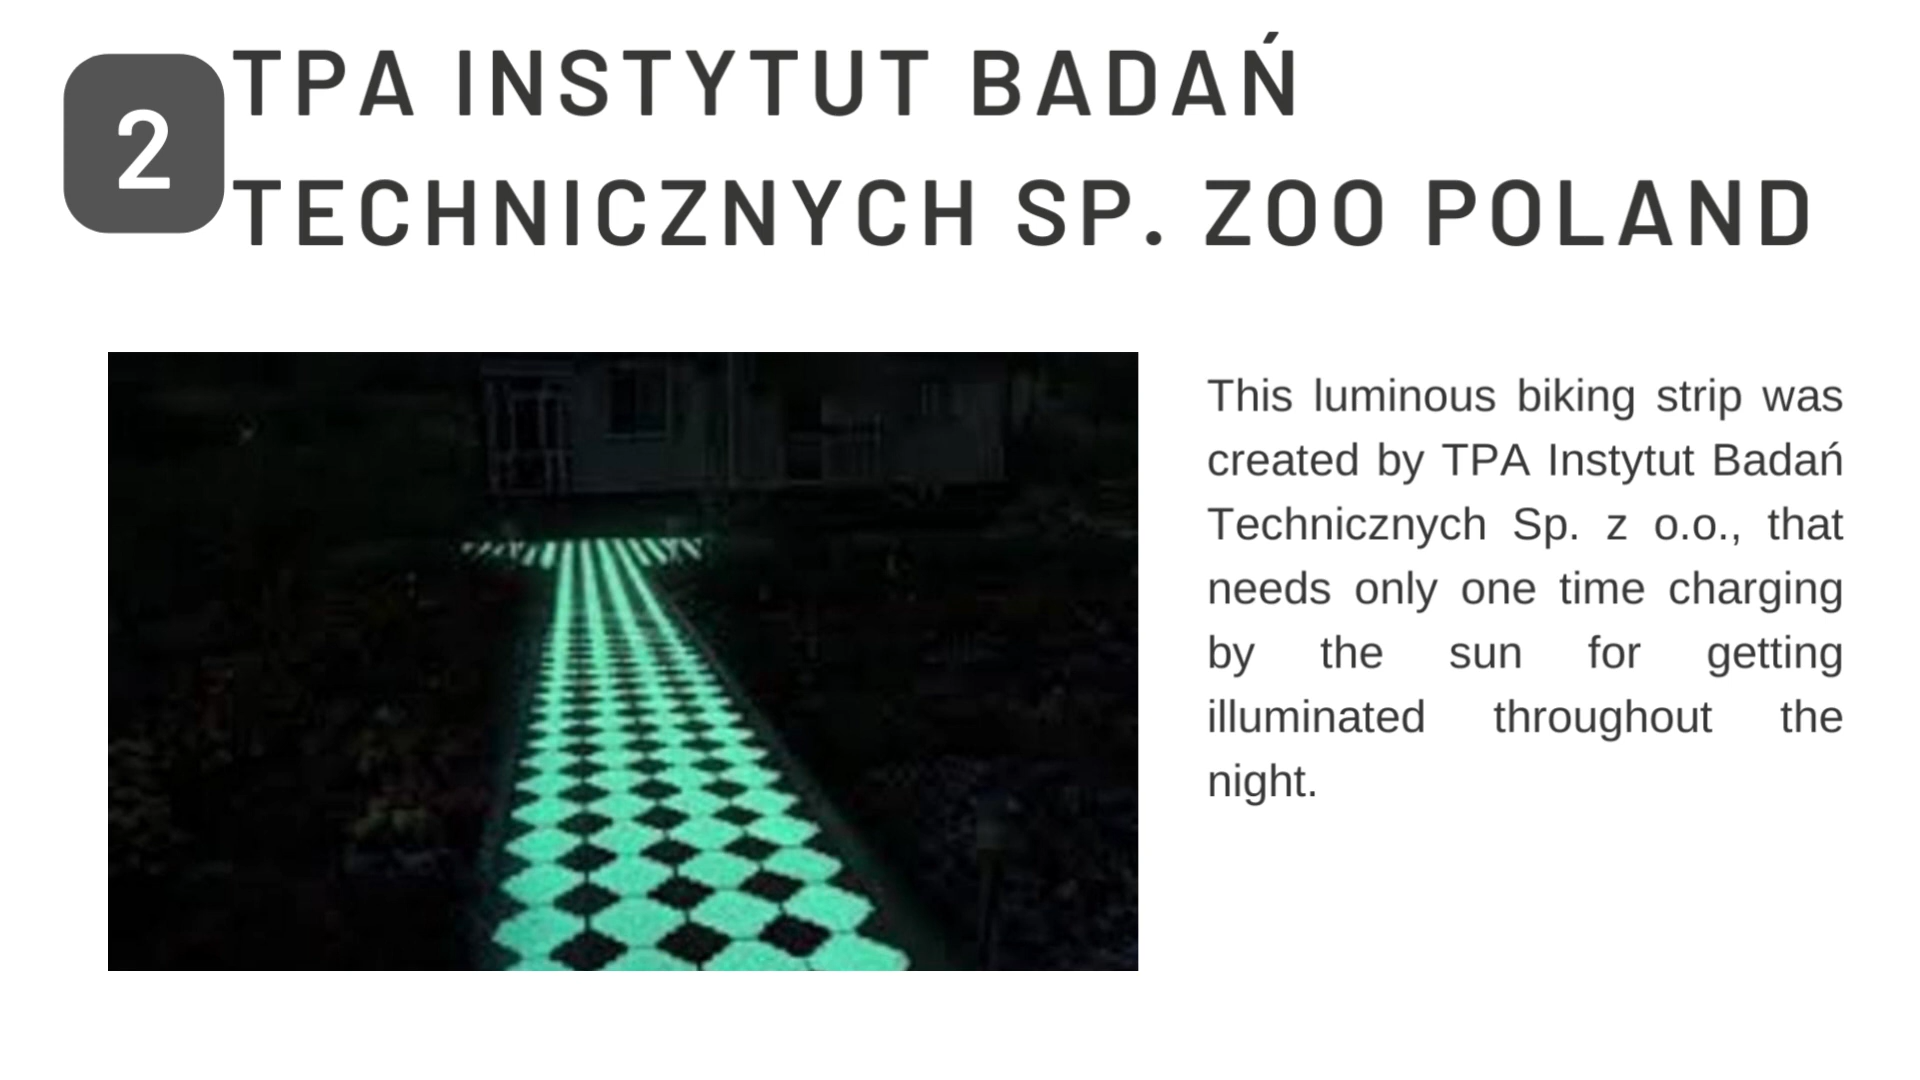 2
TPA INSTYTUT BADAŃ
TECHNICZNYCH SP. ZOO POLAND
This luminous biking strip was
created by TPA Instytut Badań
Technicznych Sp. z o.o., that
needs only one time charging
by the sun for getting
illuminated throughout the
night.